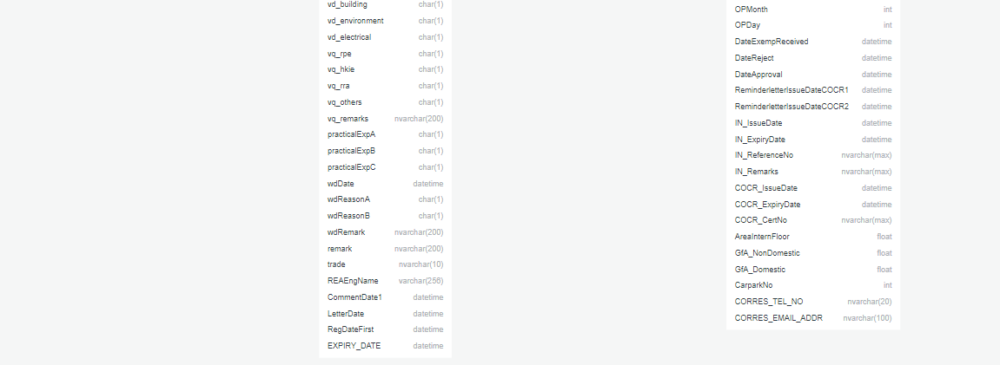 vd_building char(1)
vd_environment char(1)
vd_electrical char(1)
vq_rpe char(1)
vq_hkie char(1)
vq_rra char(1)
vq_others char(1)
vq_remarks nvarchar(200)
practicalExpA char(1)
practicalExpB char(1)
practicalExpC char(1)
wdDate datetime
wdReasonA char(1)
wdReasonB char(1)
wdRemark nvarchar(200)
remark nvarchar(200)
trade nvarchar(10)
REAEngName varchar(256)
CommentDate1 datetime
LetterDate datetime
RegDateFirst datetime
EXPIRY_DATE datetime
OPMonth int
OPDay int
DateExempReceived datetime
DateReject datetime
DateApproval datetime
ReminderletterIssueDateCOCR1 datetime
ReminderletterIssueDateCOCR2 datetime
IN_IssueDate datetime
IN_ExpiryDate datetime
IN_ReferenceNo nvarchar(max)
IN_Remarks nvarchar(max)
COCR_IssueDate datetime
COCR_ExpiryDate datetime
COCR_CertNo nvarchar(max)
AreaInternFloor float
GfA_NonDomestic float
GfA_Domestic float
CarparkNo int
CORRES_TEL_NO nvarchar(20)
CORRES_EMAIL_ADDR nvarchar(100)